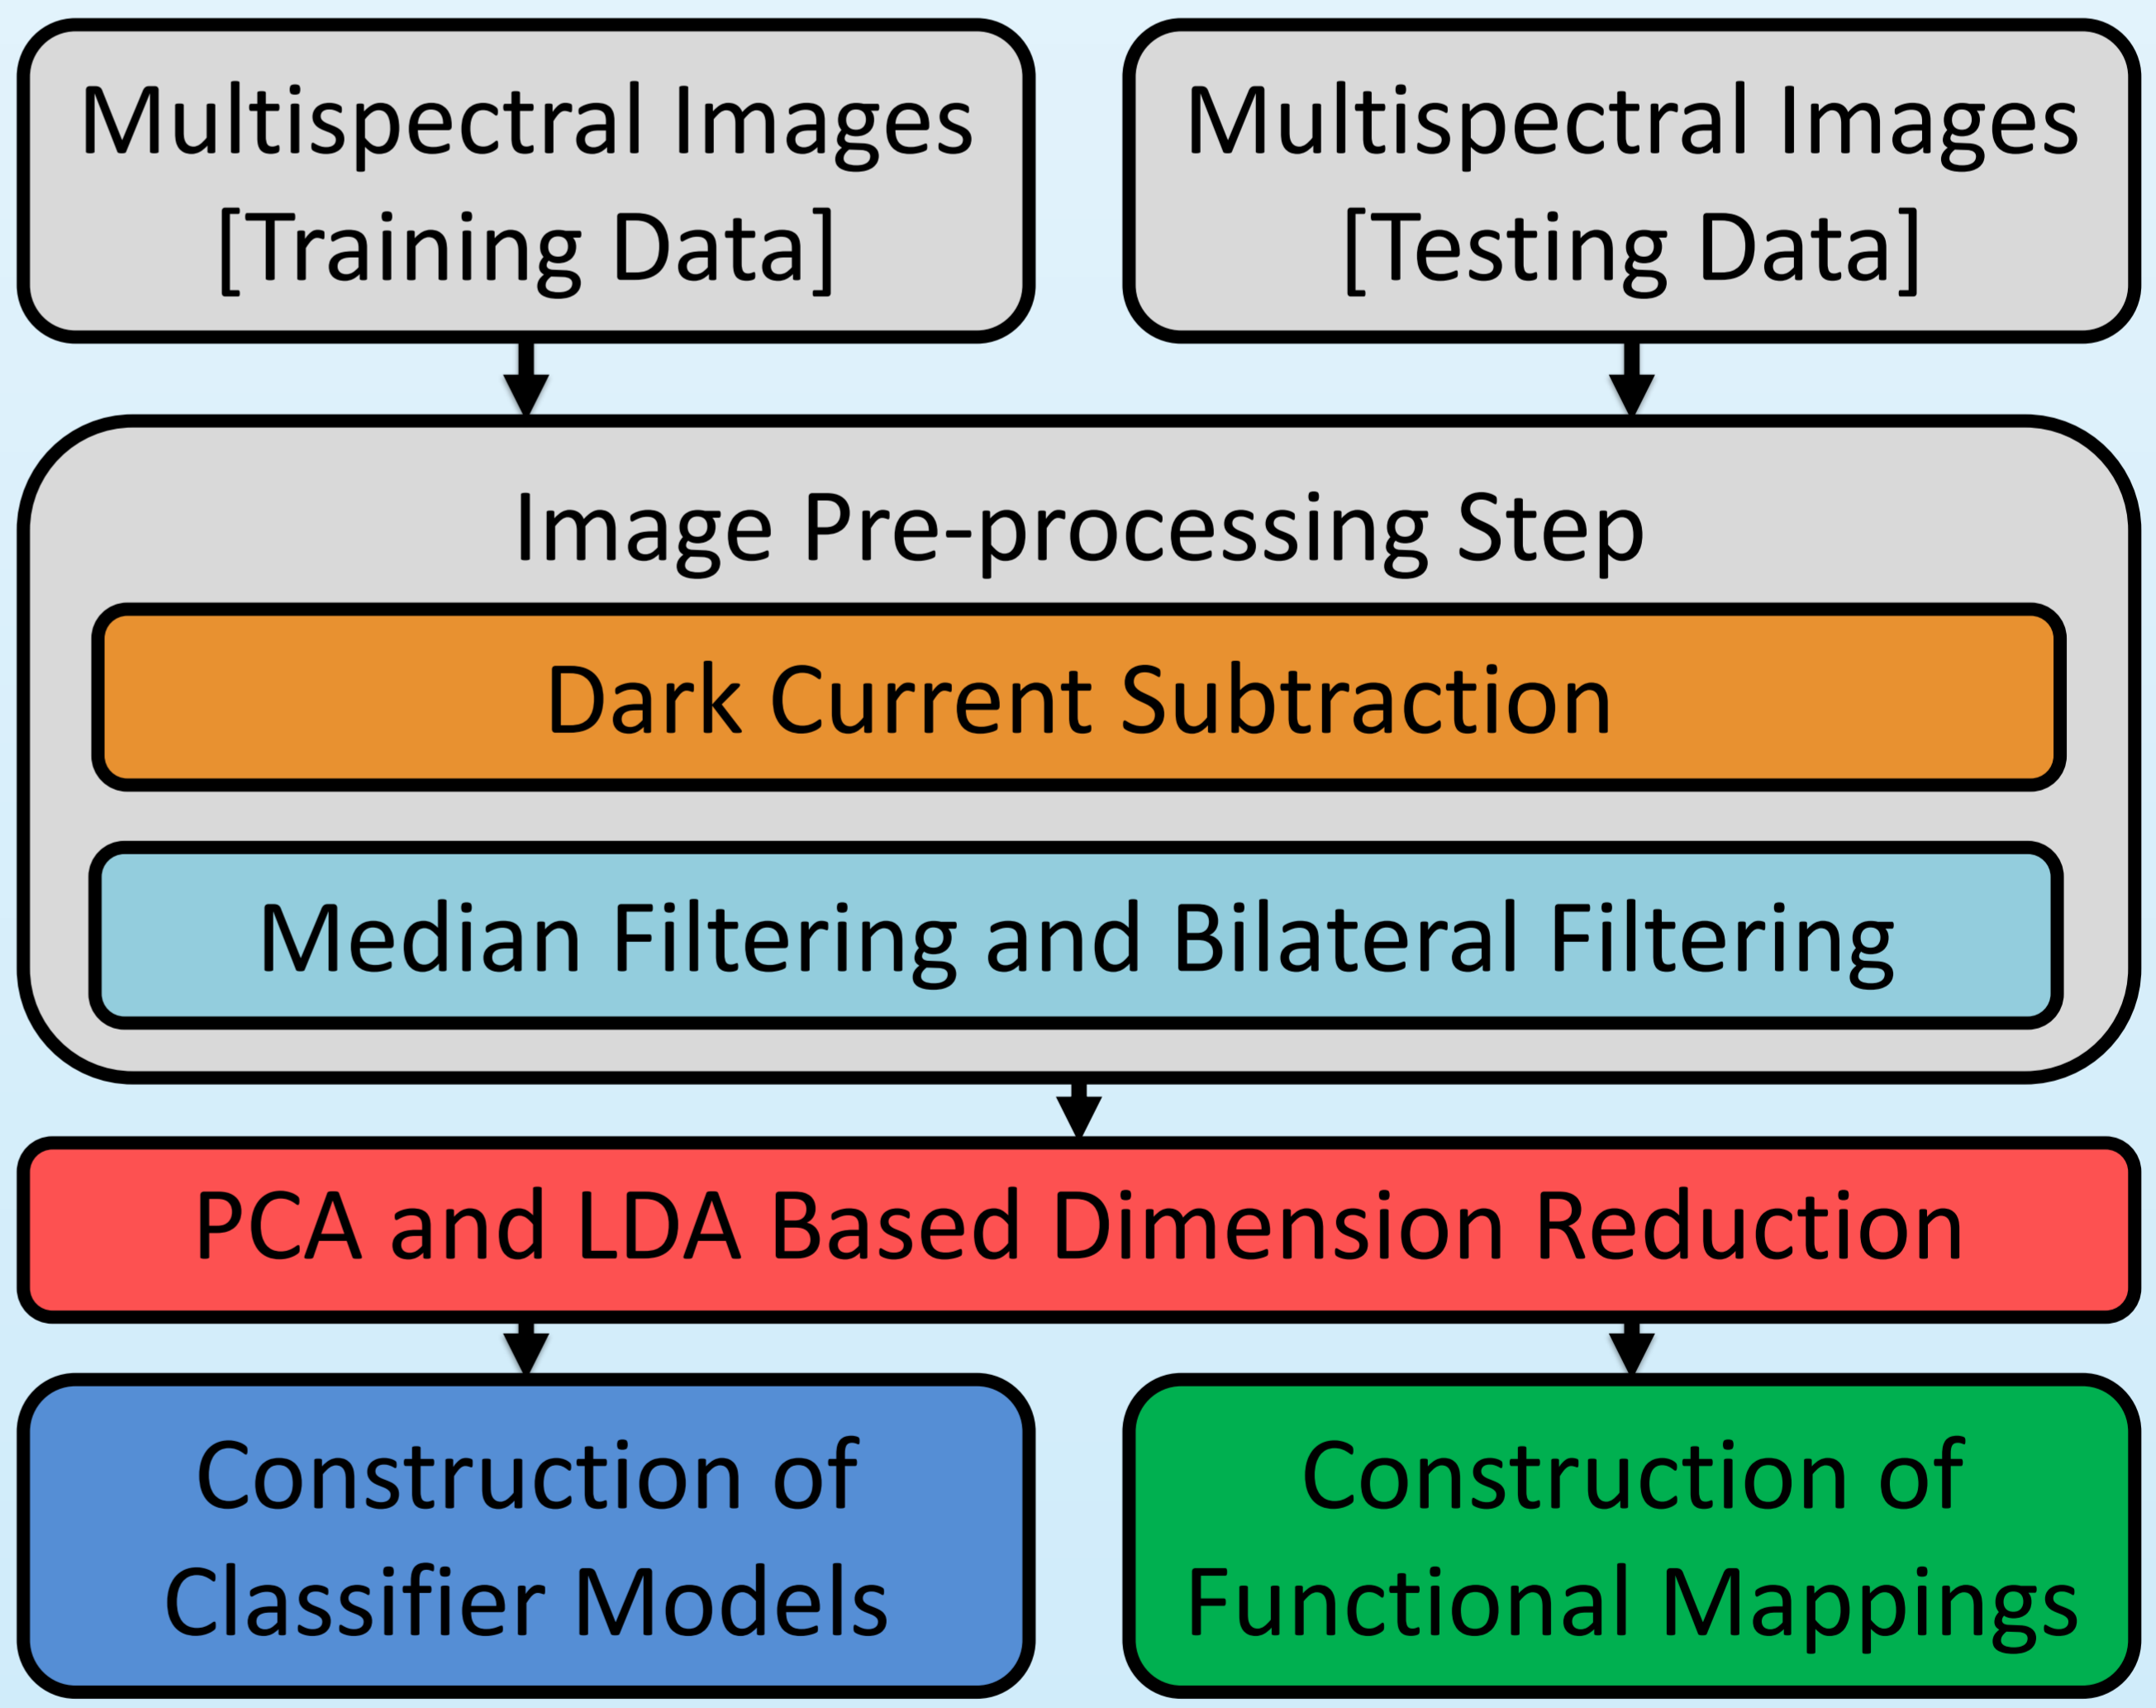 Multispectral Images
[Training Data]
Multispectral Images
[Testing Data]
Image Pre-processing Step
Dark Current Subtraction
Median Filtering and Bilateral Filtering
PCA and LDA Based Dimension Reduction
Construction of
Classifier Models
Construction of
Functional Mappings